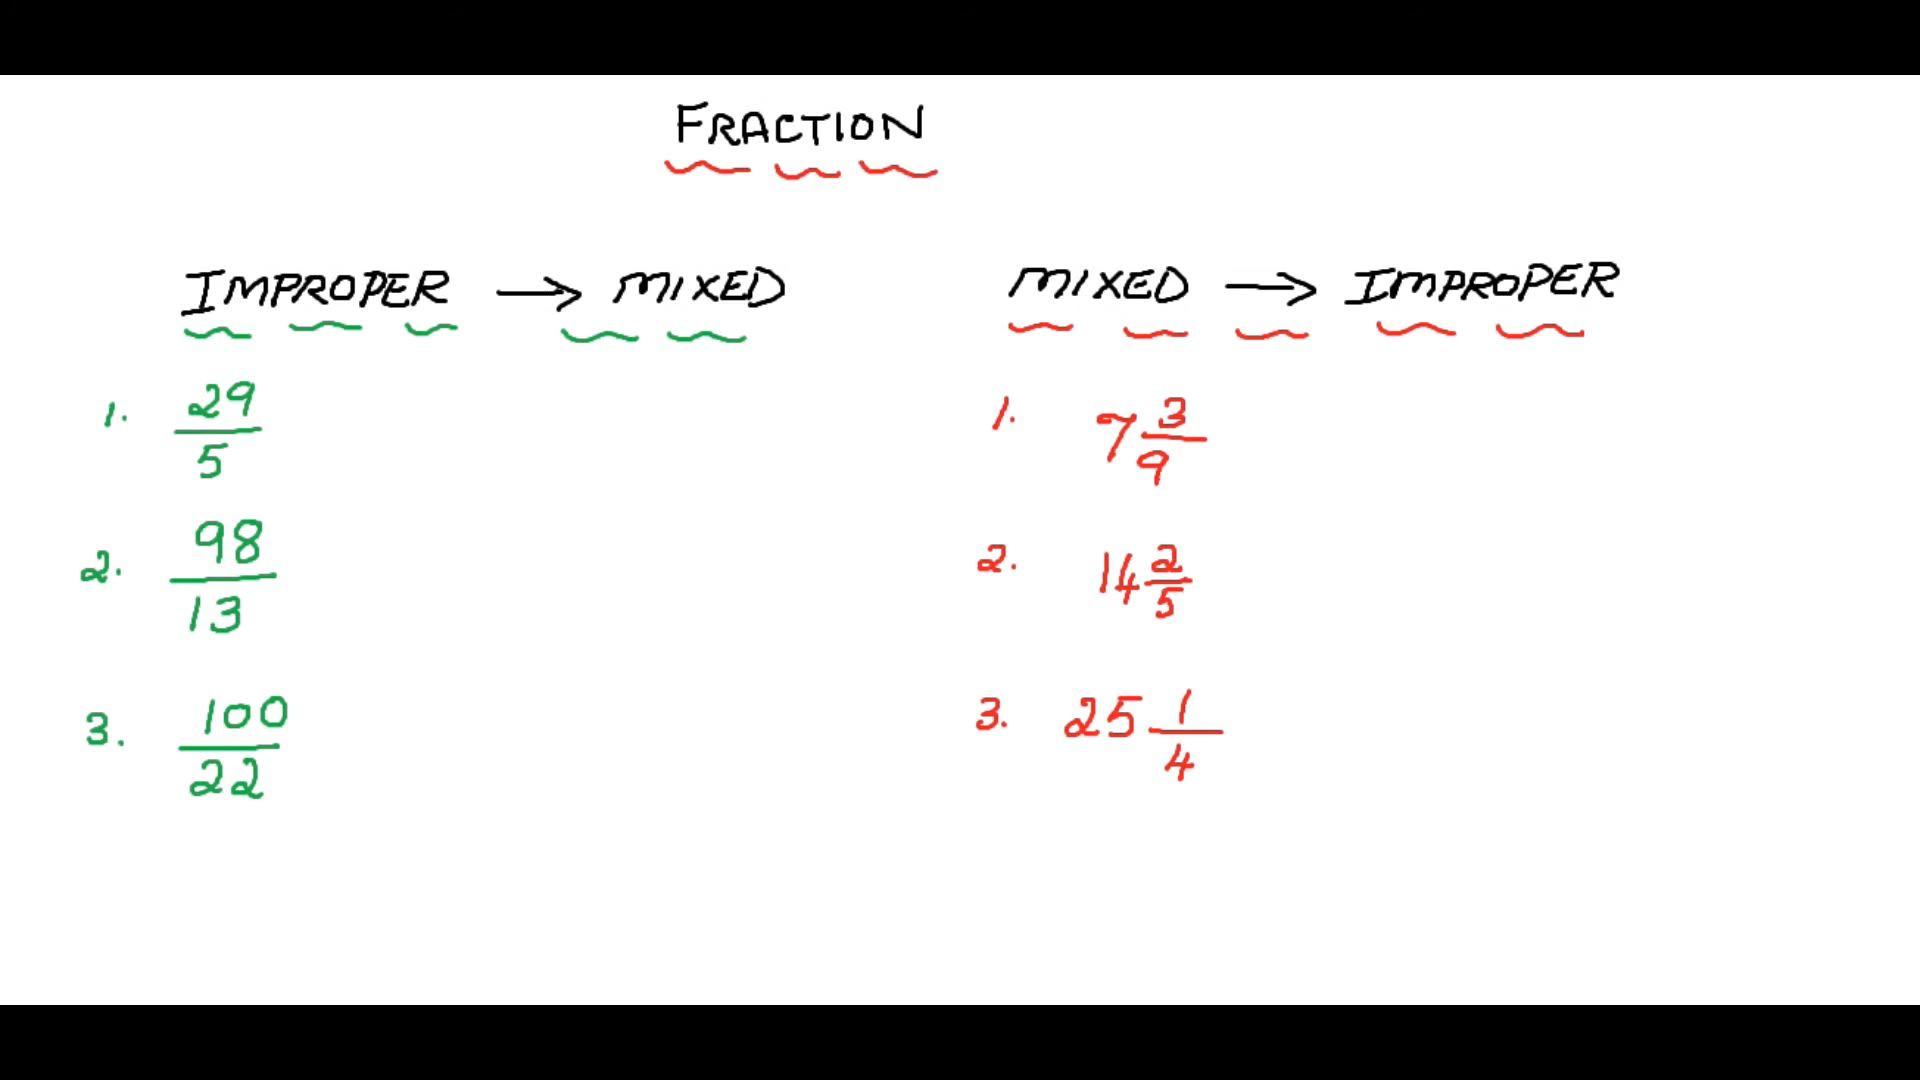 FRACTION
IMPROPER → MIXED
1. 29/5
2. 98/13
3. 100/22
MIXED → IMPROPER
1. 7 3/9
2. 14 2/5
3. 25 1/4